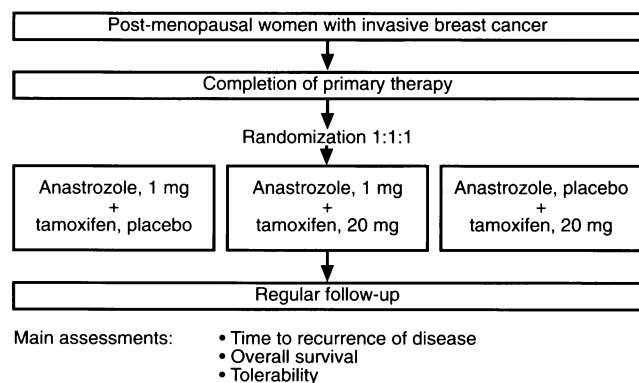 Post-menopausal women with invasive breast cancer
Completion of primary therapy
Randomization 1:1:1
Anastrozole, 1 mg
+
tamoxifen, placebo
Anastrozole, 1 mg
+
tamoxifen, 20 mg
Anastrozole, placebo
+
tamoxifen, 20 mg
Regular follow-up
Main assessments:
• Time to recurrence of disease
• Overall survival
• Tolerability